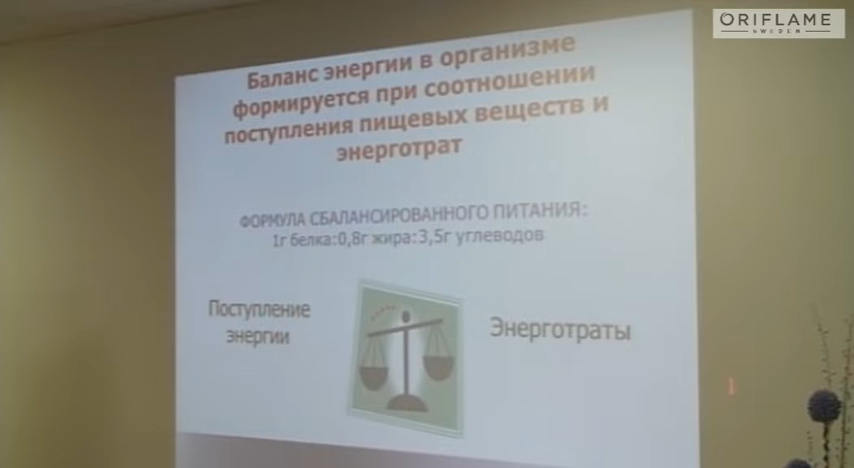 ORIFLAME
SWEDEN
Баланс энергии в организме
формируется при соотношении
поступления пищевых веществ и
энерготрат
ФОРМУЛА СБАЛАНСИРОВАННОГО ПИТАНИЯ:
1г белка:0,8г жира:3,5г углеводов
Поступление
энергии
Энерготраты